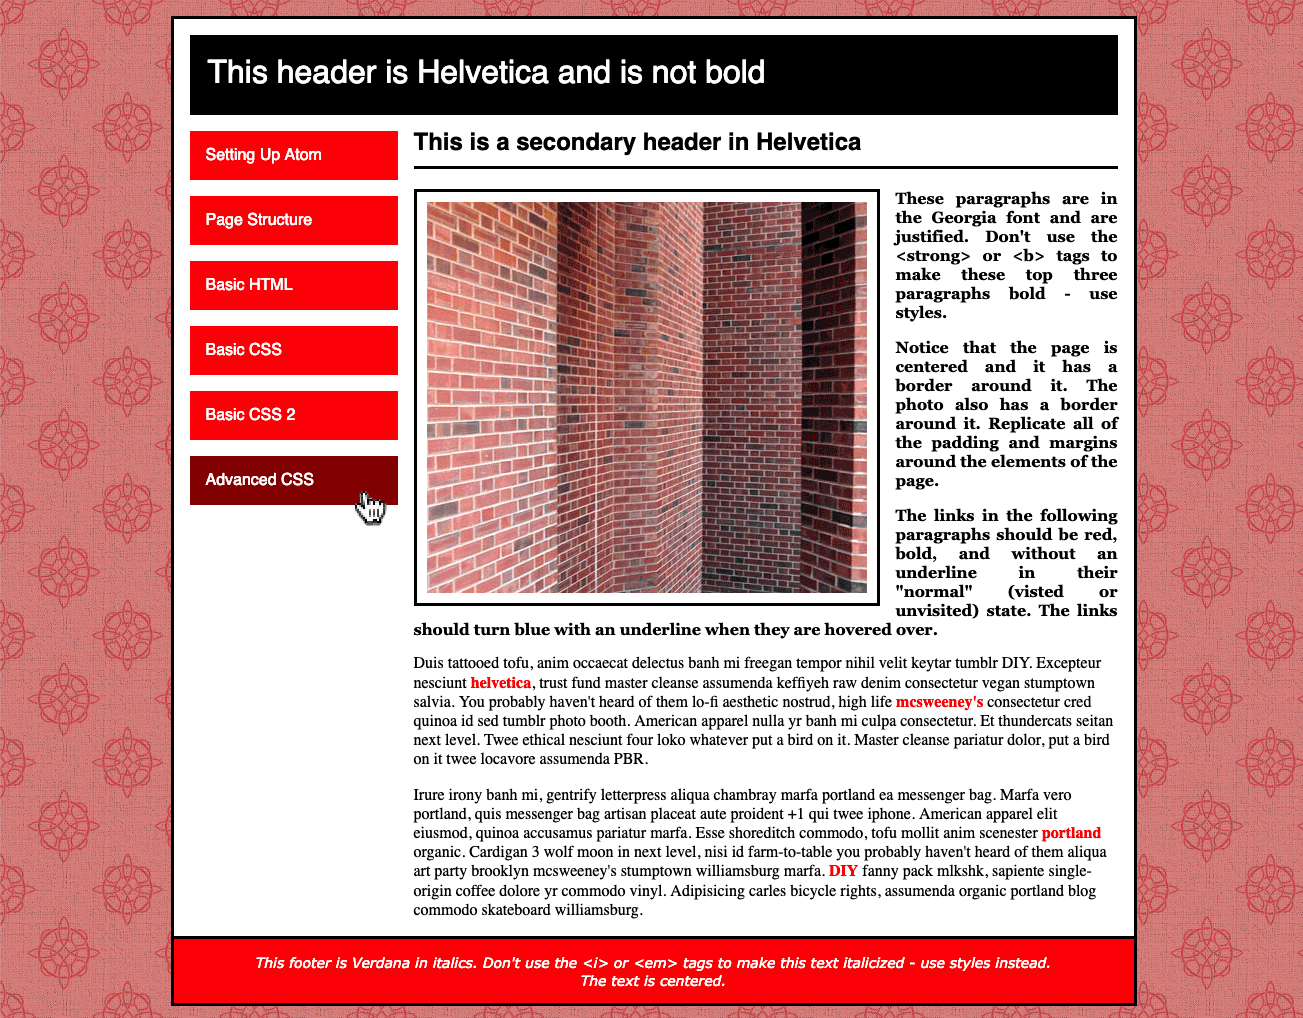 This header is Helvetica and is not bold
Setting Up Atom
Page Structure
Basic HTML
Basic CSS
Basic CSS 2
Advanced CSS
This is a secondary header in Helvetica
These paragraphs are in
the Georgia font and are
justified. Don't use the
<strong> or <b> tags to
make these top three
paragraphs bold - use
styles.
Notice that the page is
centered and it has a
border around it. The
photo also has a border
around it. Replicate all of
the padding and margins
around the elements of the
page.
The links in the following
paragraphs should be red,
bold, and without an
underline in their
"normal" (visted or
unvisited) state. The links
should turn blue with an underline when they are hovered over.
Duis tattooed tofu, anim occaecat delectus banh mi freegan tempor nihil velit keytar tumblr DIY. Excepteur
nesciunt helvetica, trust fund master cleanse assumenda keffiyeh raw denim consectetur vegan stumptown
salvia. You probably haven't heard of them lo-fi aesthetic nostrud, high life mcsweeney's consectetur cred
quinoa id sed tumblr photo booth. American apparel nulla yr banh mi culpa consectetur. Et thundercats seitan
next level. Twee ethical nesciunt four loko whatever put a bird on it. Master cleanse pariatur dolor, put a bird
on it twee locavore assumenda PBR.
Irure irony banh mi, gentrify letterpress aliqua chambray marfa portland ea messenger bag. Marfa vero
portland, quis messenger bag artisan placeat aute proident +1 qui twee iphone. American apparel elit
eiusmod, quinoa accusamus pariatur marfa. Esse shoreditch commodo, tofu mollit anim scenester portland
organic. Cardigan 3 wolf moon in next level, nisi id farm-to-table you probably haven't heard of them aliqua
art party brooklyn mcsweeney's stumptown williamsburg marfa. DIY fanny pack mlkshk, sapiente single-
origin coffee dolore yr commodo vinyl. Adipisicing carles bicycle rights, assumenda organic portland blog
commodo skateboard williamsburg.
This footer is Verdana in italics. Don't use the <i> or <em> tags to make this text italicized - use styles instead.
The text is centered.